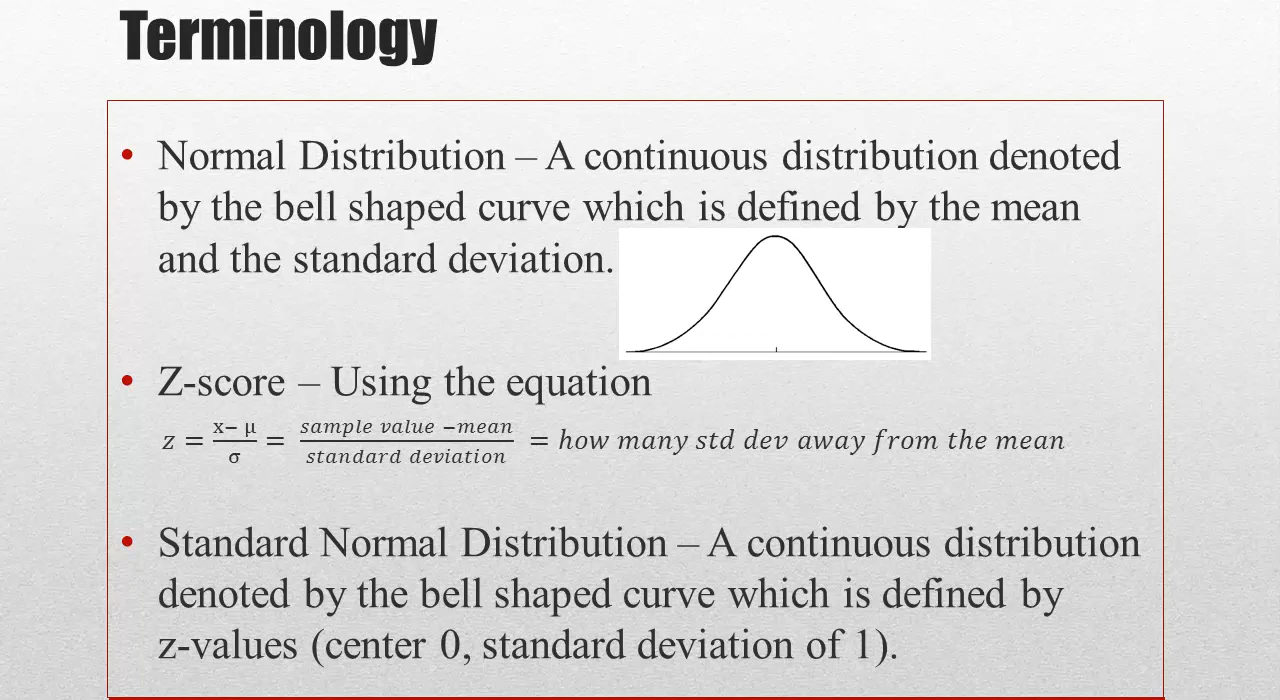 Terminology
• Normal Distribution – A continuous distribution denoted
by the bell shaped curve which is defined by the mean
and the standard deviation.
• Z-score – Using the equation
z = x− μ / σ = sample value −mean / standard deviation = how many std dev away from the mean
• Standard Normal Distribution – A continuous distribution
denoted by the bell shaped curve which is defined by
z-values (center 0, standard deviation of 1).